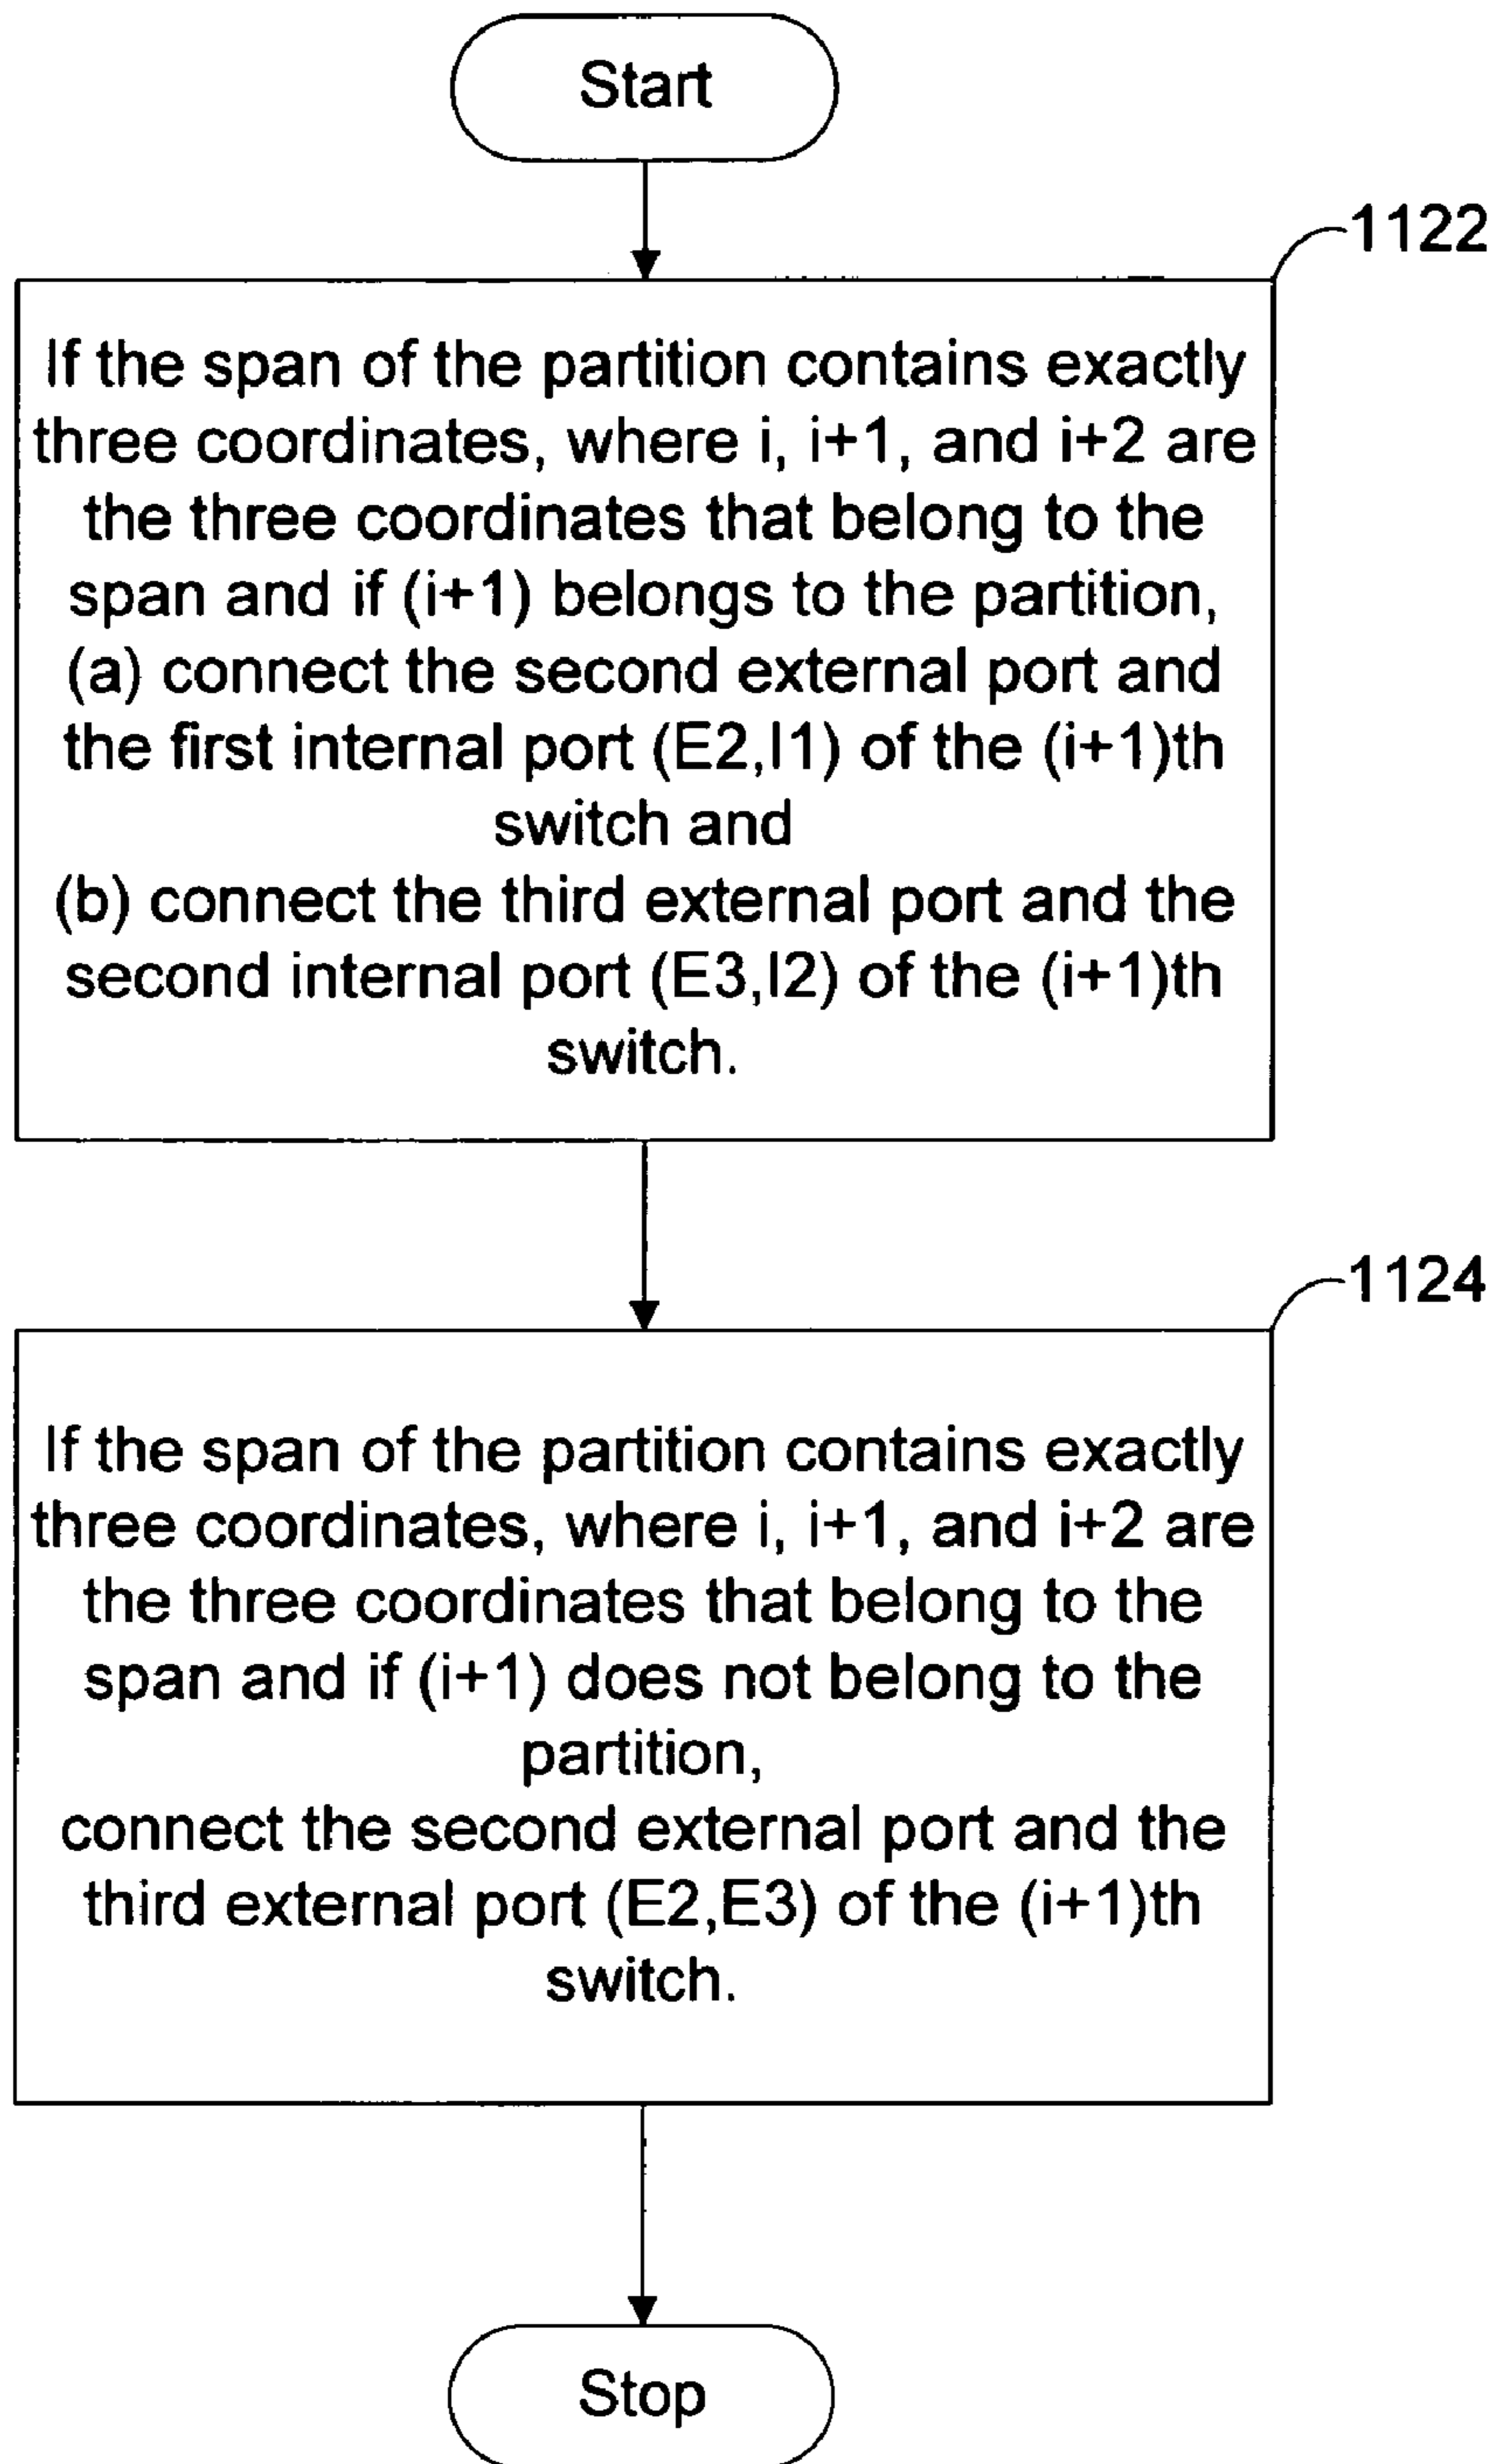 Start
1122
If the span of the partition contains exactly
three coordinates, where i, i+1, and i+2 are
the three coordinates that belong to the
span and if (i+1) belongs to the partition,
(a) connect the second external port and
the first internal port (E2,I1) of the (i+1)th
switch and
(b) connect the third external port and the
second internal port (E3,I2) of the (i+1)th
switch.
1124
If the span of the partition contains exactly
three coordinates, where i, i+1, and i+2 are
the three coordinates that belong to the
span and if (i+1) does not belong to the
partition,
connect the second external port and the
third external port (E2,E3) of the (i+1)th
switch.
Stop